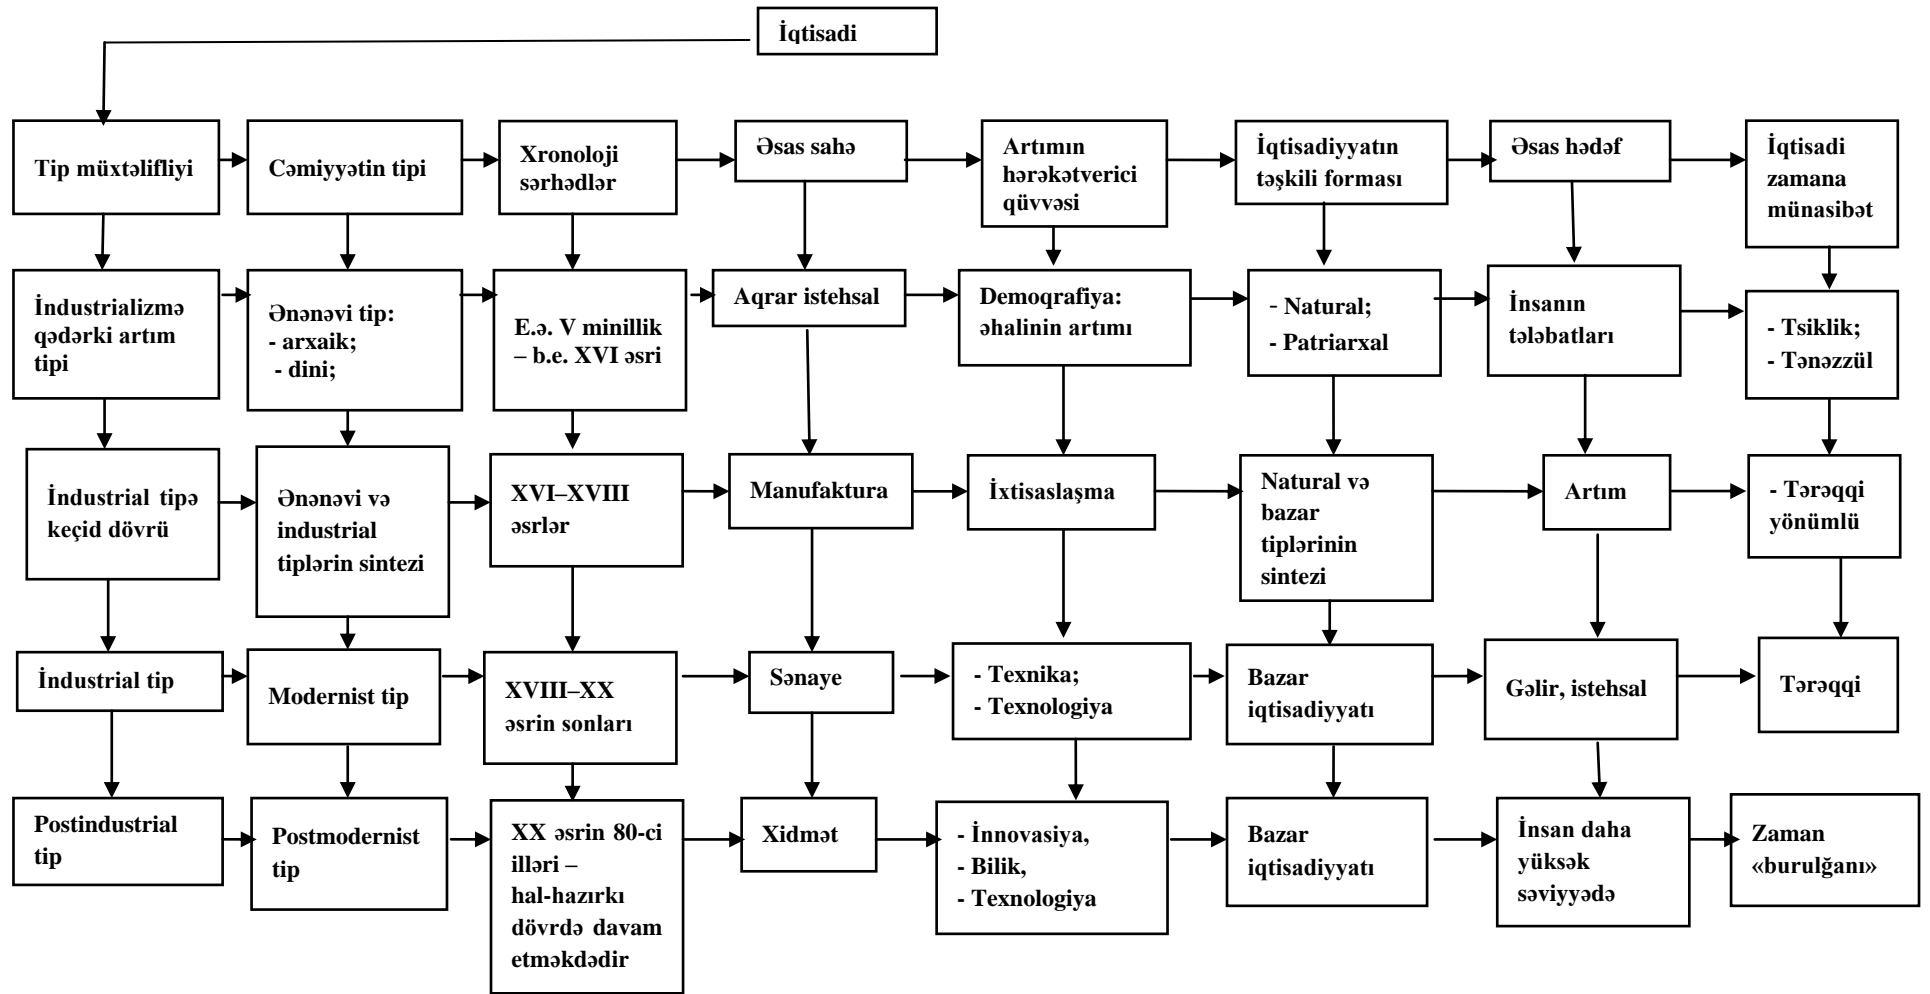 İqtisadi
Tip müxtəlifliyi
Cəmiyyətin tipi
Xronoloji
sərhədlər
Əsas sahə
Artımın
hərəkətverici
qüvvəsi
İqtisadiyyatın
təşkili forması
Əsas hədəf
İqtisadi
zamana
münasibət
İndustrializmə
qədərki artım
tipi
Ənənəvi tip:
- arxaik;
- dini;
E.ə. V minillik
– b.e. XVI əsri
Aqrar istehsal
Demoqrafiya:
əhalinin artımı
- Natural;
- Patriarxal
İnsanın
tələbatları
- Tsiklik;
- Tənəzzül
İndustrial tipə
keçid dövrü
Ənənəvi və
industrial
tiplərin sintezi
XVI–XVIII
əsrlər
Manufaktura
İxtisaslaşma
Natural və
bazar
tiplərinin
sintezi
Artım
- Tərəqqi
yönümlü
İndustrial tip
Modernist tip
XVIII–XX
əsrin sonları
Sənaye
- Texnika;
- Texnologiya
Bazar
iqtisadiyyatı
Gəlir, istehsal
Tərəqqi
Postindustrial
tip
Postmodernist
tip
XX əsrin 80-ci
illəri –
hal-hazırkı
dövrdə davam
etməkdədir
Xidmət
- İnnovasiya,
- Bilik,
- Texnologiya
Bazar
iqtisadiyyatı
İnsan daha
yüksək
səviyyədə
Zaman
«burulğanı»